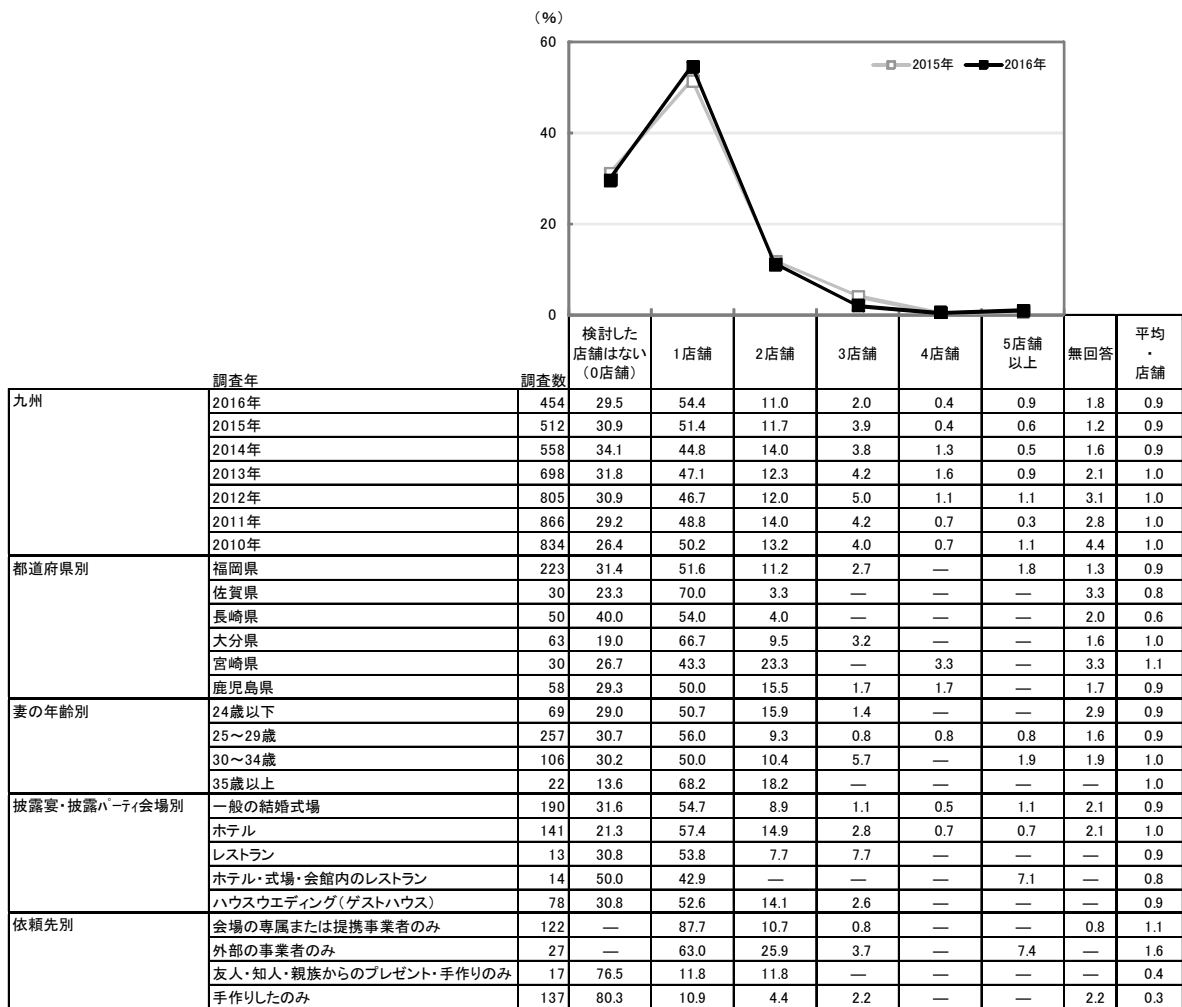 (%)
60
40
20
0
2015年 2016年
調査年 調査数 検討した店舗はない(0店舗) 1店舗 2店舗 3店舗 4店舗 5店舗以上 無回答 平均・店舗
九州 2016年 454 29.5 54.4 11.0 2.0 0.4 0.9 1.8 0.9
2015年 512 30.9 51.4 11.7 3.9 0.4 0.6 1.2 0.9
2014年 558 34.1 44.8 14.0 3.8 1.3 0.5 1.6 0.9
2013年 698 31.8 47.1 12.3 4.2 1.6 0.9 2.1 1.0
2012年 805 30.9 46.7 12.0 5.0 1.1 1.1 3.1 1.0
2011年 866 29.2 48.8 14.0 4.2 0.7 0.3 2.8 1.0
2010年 834 26.4 50.2 13.2 4.0 0.7 1.1 4.4 1.0
都道府県別 福岡県 223 31.4 51.6 11.2 2.7 — 1.8 1.3 0.9
佐賀県 30 23.3 70.0 3.3 — — — 3.3 0.8
長崎県 50 40.0 54.0 4.0 — — — 2.0 0.6
大分県 63 19.0 66.7 9.5 3.2 — — 1.6 1.0
宮崎県 30 26.7 43.3 23.3 — 3.3 — 3.3 1.1
鹿児島県 58 29.3 50.0 15.5 1.7 1.7 — 1.7 0.9
妻の年齢別 24歳以下 69 29.0 50.7 15.9 1.4 — — 2.9 0.9
25~29歳 257 30.7 56.0 9.3 0.8 0.8 0.8 1.6 0.9
30~34歳 106 30.2 50.0 10.4 5.7 — 1.9 1.9 1.0
35歳以上 22 13.6 68.2 18.2 — — — — 1.0
披露宴・披露パーティ会場別 一般の結婚式場 190 31.6 54.7 8.9 1.1 0.5 1.1 2.1 0.9
ホテル 141 21.3 57.4 14.9 2.8 0.7 0.7 2.1 1.0
レストラン 13 30.8 53.8 7.7 7.7 — — — 0.9
ホテル・式場・会館内のレストラン 14 50.0 42.9 — — — 7.1 — 0.8
ハウスウエディング(ゲストハウス) 78 30.8 52.6 14.1 2.6 — — — 0.9
依頼先別 会場の専属または提携事業者のみ 122 — 87.7 10.7 0.8 — — 0.8 1.1
外部の事業者のみ 27 — 63.0 25.9 3.7 — 7.4 — 1.6
友人・知人・親族からのプレゼント・手作りのみ 17 76.5 11.8 11.8 — — — — 0.4
手作りしたのみ 137 80.3 10.9 4.4 2.2 — — 2.2 0.3